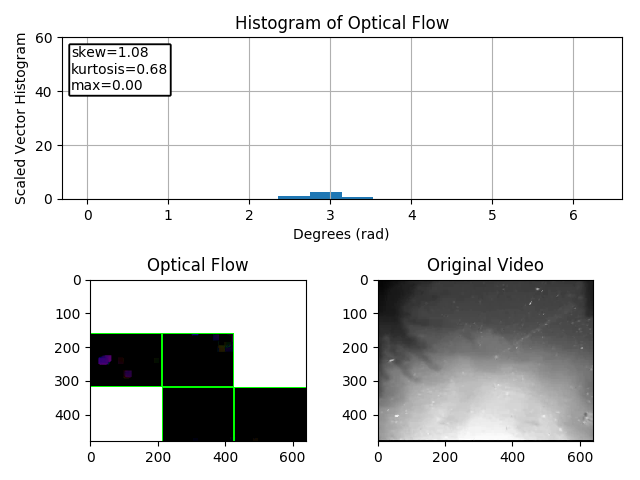 Histogram of Optical Flow
Scaled Vector Histogram
60
40
20
0
skew=1.08
kurtosis=0.68
max=0.00
0 1 2 3 4 5 6
Degrees (rad)
Optical Flow
0
100
200
300
400
0 200 400 600
Original Video
0
100
200
300
400
0 200 400 600